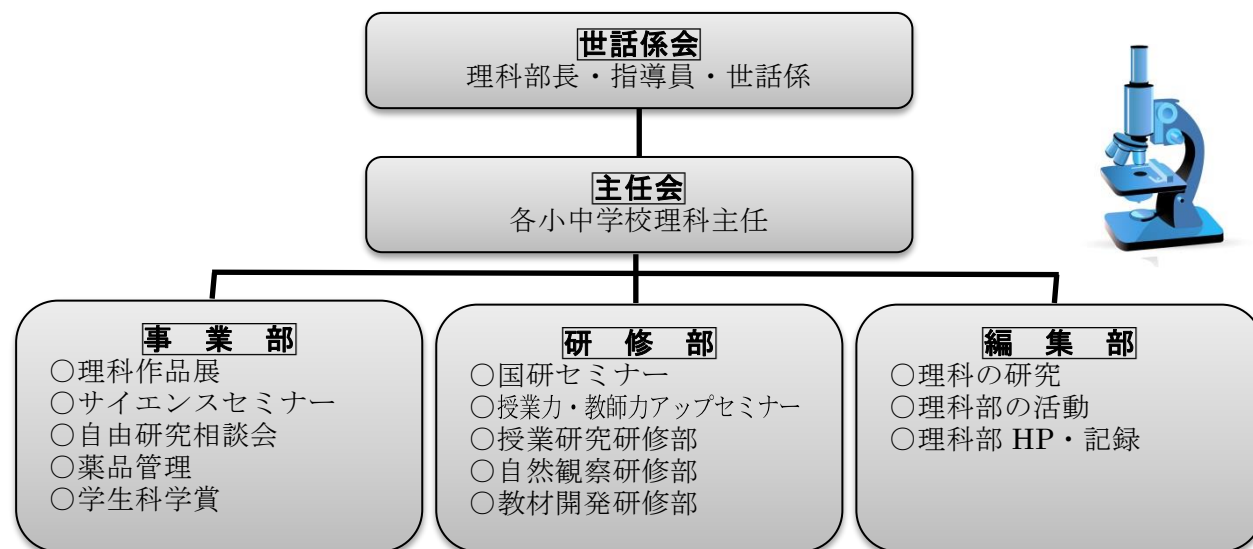 世話係会
理科部長・指導員・世話係
主任会
各小中学校理科主任
事 業 部
○理科作品展
○サイエンスセミナー
○自由研究相談会
○薬品管理
○学生科学賞
研 修 部
○国研セミナー
○授業力・教師力アップセミナー
○授業研究研修部
○自然観察研修部
○教材開発研修部
編 集 部
○理科の研究
○理科部の活動
○理科部 HP・記録